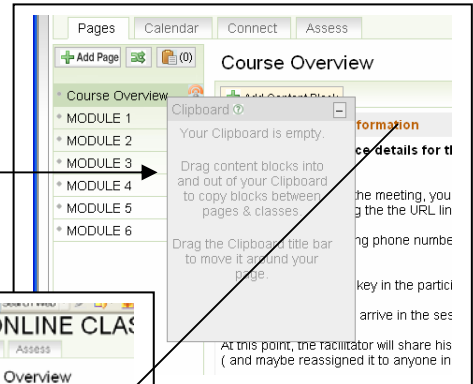 Pages Calendar Connect Assess
Add Page (0)
Course Overview
Add Content Block
Course Overview
MODULE 1
MODULE 2
MODULE 3
MODULE 4
MODULE 5
MODULE 6
Clipboard
Your Clipboard is empty.
Drag content blocks into
and out of your Clipboard
to copy blocks between
pages & classes.
Drag the Clipboard title bar
to move it around your
page.
formation
ce details for t
the meeting, you
g the the URL lin
ng phone numbe
key in the partici
arrive in the ses
At this point, the facilitator will share his
( and maybe reassigned it to anyone in
Search Web
NLINE CLAS
Assess
Overview